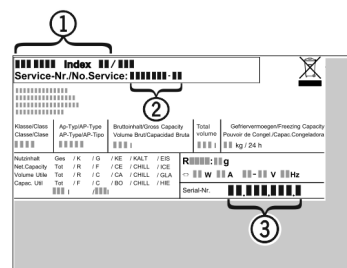 1
Index /
Service-Nr./No.Service: -
2
Klasse/Class
Classe/Clase
Ap-Typ/AP-Type
AP-Type/AP-Tipo
Bruttoinhalt/Gross Capacity
Volume Brut/Capacidad Bruta
l
Total
volume
l
Gefriervermoegen/Freezing Capacity
Pouvoir de Congel./Capac.Congeladora
kg / 24 h
Nutzinhalt Ges / K / G / KE / KALT / EIS
Net.Capacity Tot / R / F / CE / CHILL / ICE
Volume Utile Tot / R / C / CA / CHILL / GLA
Capac. Util Tot / F / C / BO / CHILL / HIE
l / l
R : g
W A - V Hz
Serial-Nr. . . .
3